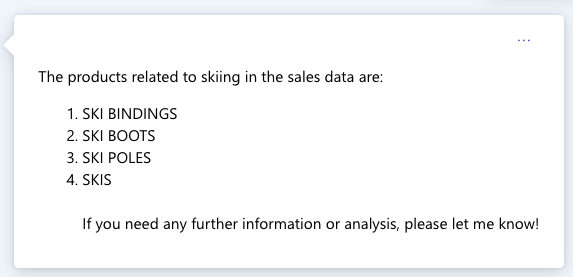 ...
The products related to skiing in the sales data are:
1. SKI BINDINGS
2. SKI BOOTS
3. SKI POLES
4. SKIS
If you need any further information or analysis, please let me know!